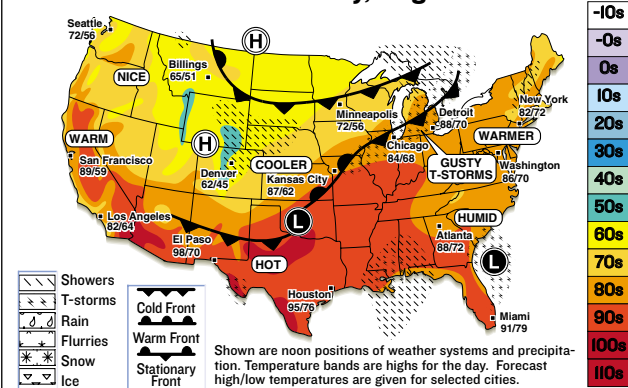 Seattle
72/56
H
-10s
-0s
0s
10s
20s
30s
40s
50s
60s
70s
80s
90s
100s
110s
Billings
65/51
NICE
New York
82/72
Minneapolis
72/56
Detroit
88/70
WARM
H
Chicago
84/68
WARMER
San Francisco
89/59
COOLER
GUSTY
T-STORMS
Washington
86/70
Denver
62/45
Kansas City
87/62
Los Angeles
82/64
L
HUMID
El Paso
98/70
Atlanta
88/72
HOT
L
Houston
95/76
Miami
91/79
Showers
T-storms
Rain
Flurries
Snow
Ice
Cold Front
Warm Front
Stationary
Front
Shown are noon positions of weather systems and precipita-
tion. Temperature bands are highs for the day. Forecast
high/low temperatures are given for selected cities.